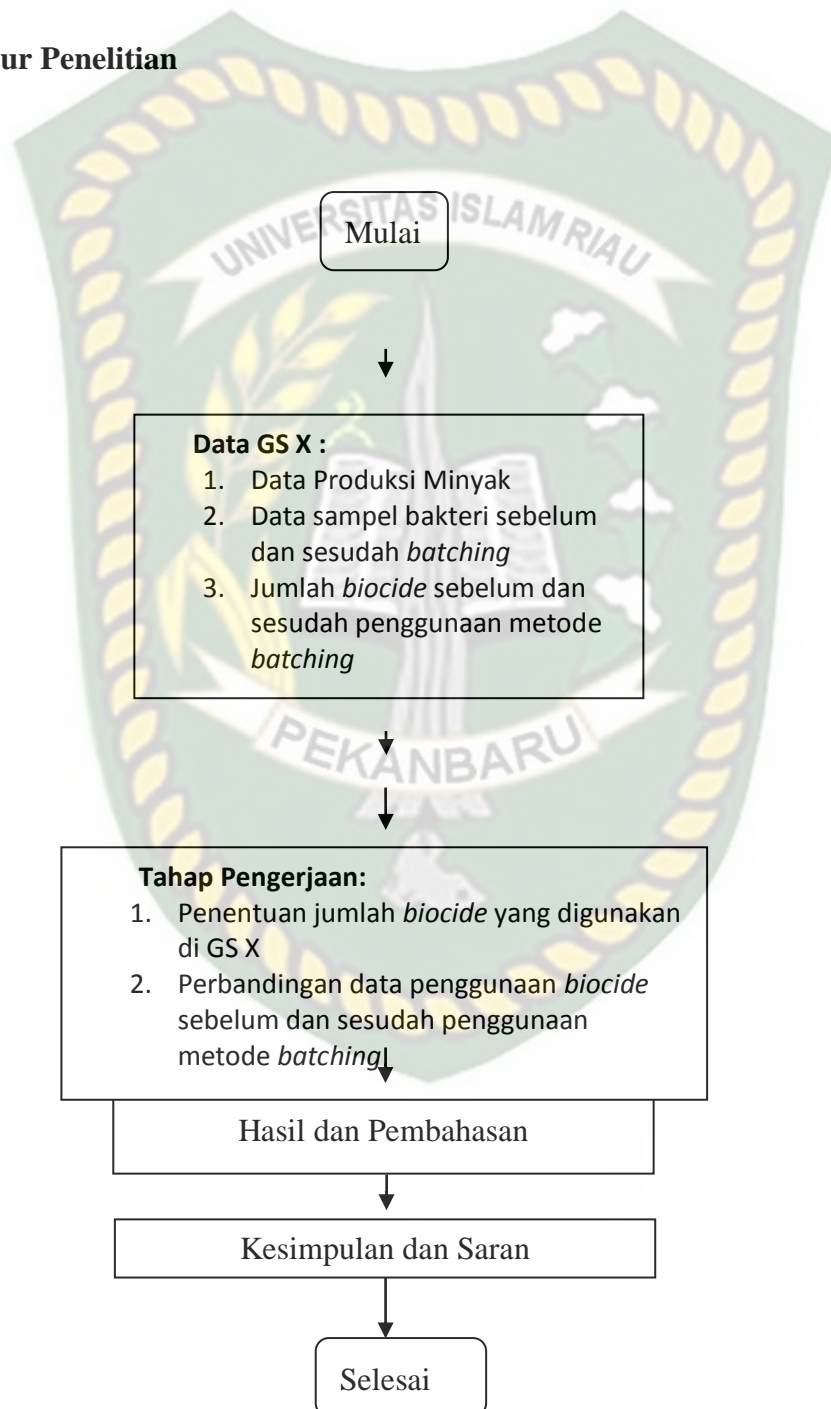 ur Penelitian
UNIVERSITAS ISLAM RIAU
Mulai
Data GS X :
1. Data Produksi Minyak
2. Data sampel bakteri sebelum
dan sesudah batching
3. Jumlah biocide sebelum dan
sesudah penggunaan metode
batching
PEKANBARU
Tahap Pengerjaan:
1. Penentuan jumlah biocide yang digunakan
di GS X
2. Perbandingan data penggunaan biocide
sebelum dan sesudah penggunaan
metode batching
Hasil dan Pembahasan
Kesimpulan dan Saran
Selesai